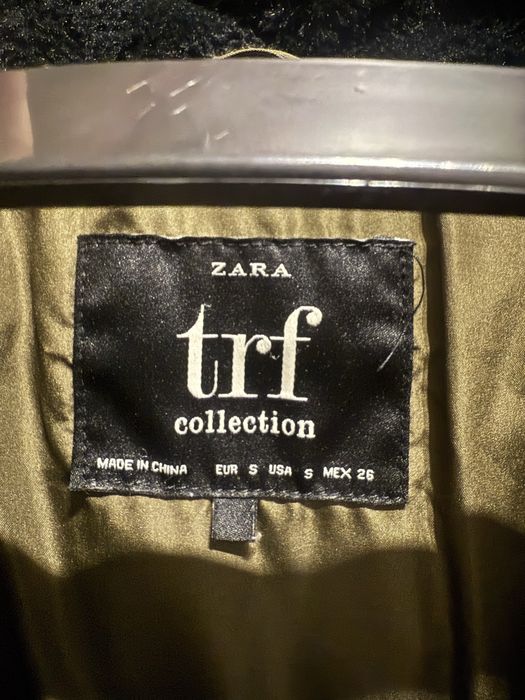 ZARA
trf
collection
MADE IN CHINA EUR S USA S MEX 26